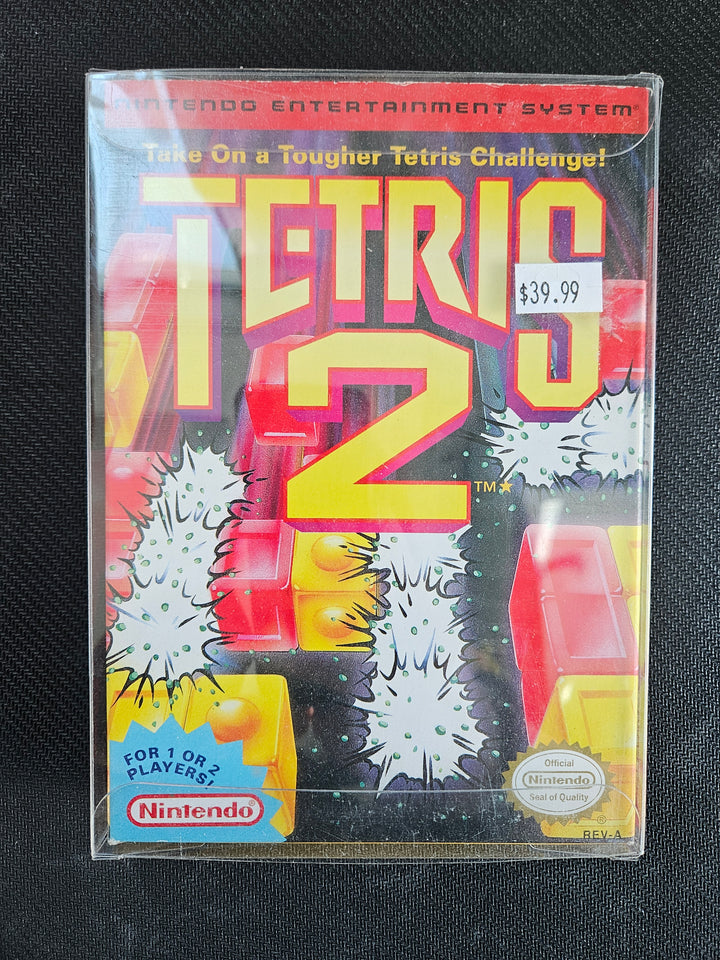 NINTENDO ENTERTAINMENT SYSTEM®
Take On a Tougher Tetris Challenge!
TETRIS
$39.99
2
TM★
FOR 1 OR 2
PLAYERS!
Nintendo®
Official
Nintendo
Seal of Quality
®
REV-A